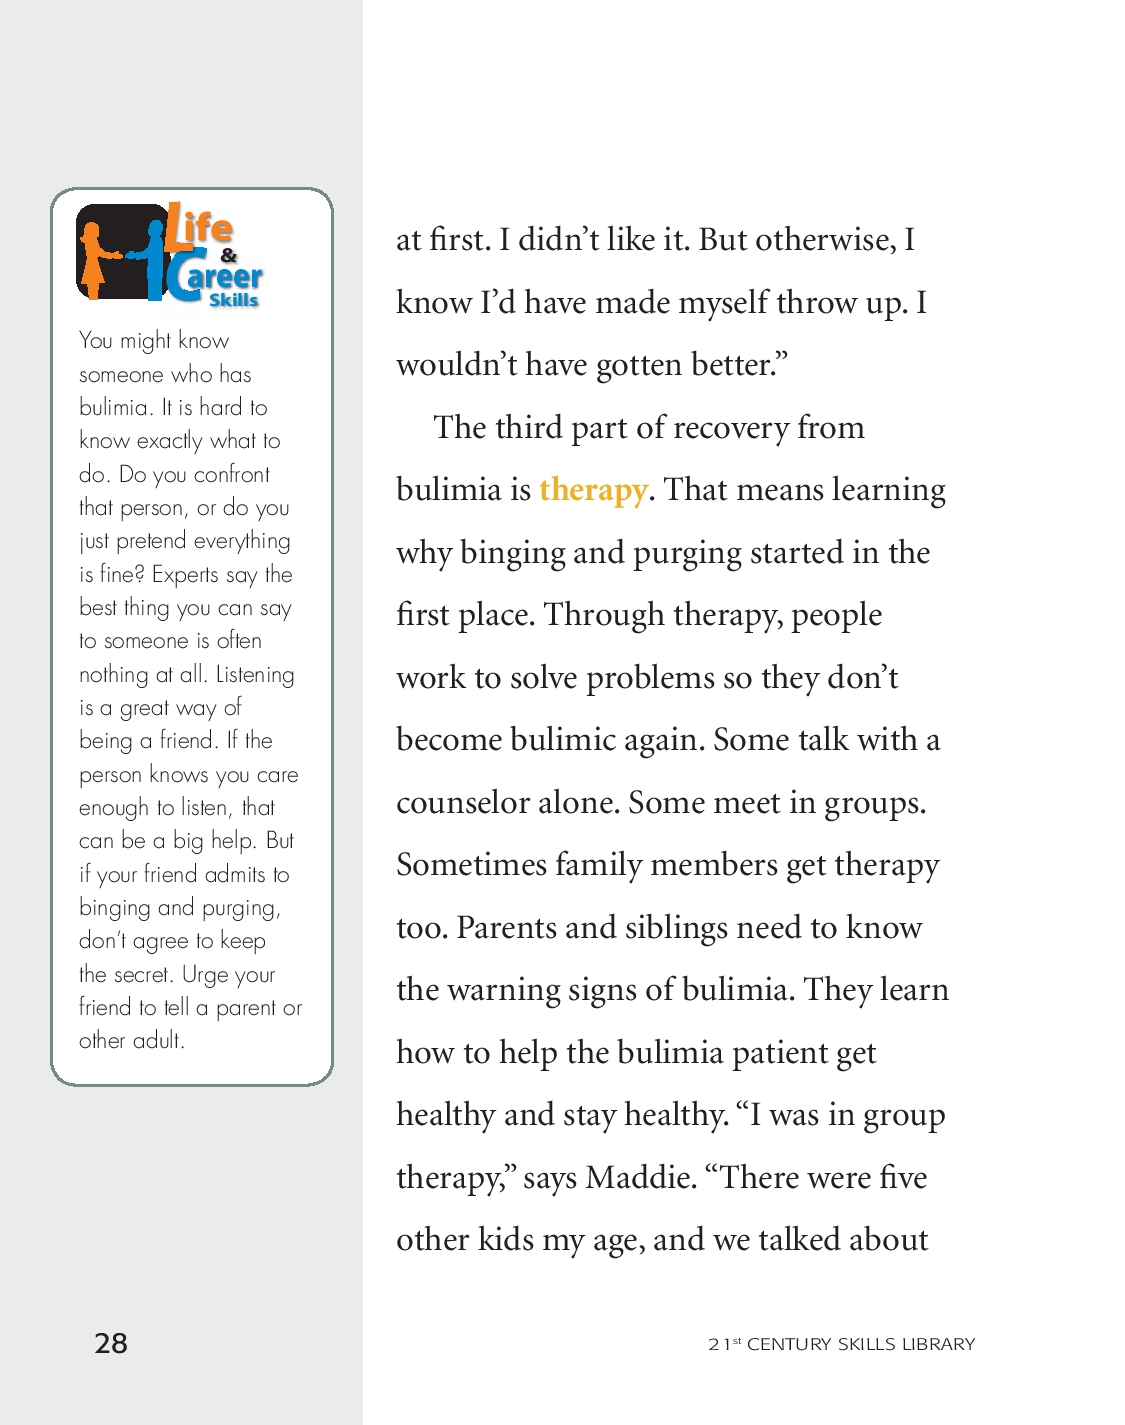 Life
&
Career
Skills
You might know
someone who has
bulimia. It is hard to
know exactly what to
do. Do you confront
that person, or do you
just pretend everything
is fine? Experts say the
best thing you can say
to someone is often
nothing at all. Listening
is a great way of
being a friend. If the
person knows you care
enough to listen, that
can be a big help. But
if your friend admits to
binging and purging,
don’t agree to keep
the secret. Urge your
friend to tell a parent or
other adult.
at first. I didn’t like it. But otherwise, I
know I’d have made myself throw up. I
wouldn’t have gotten better.”
The third part of recovery from
bulimia is therapy. That means learning
why binging and purging started in the
first place. Through therapy, people
work to solve problems so they don’t
become bulimic again. Some talk with a
counselor alone. Some meet in groups.
Sometimes family members get therapy
too. Parents and siblings need to know
the warning signs of bulimia. They learn
how to help the bulimia patient get
healthy and stay healthy. “I was in group
therapy,” says Maddie. “There were five
other kids my age, and we talked about
28
21st CENTURY SKILLS LIBRARY